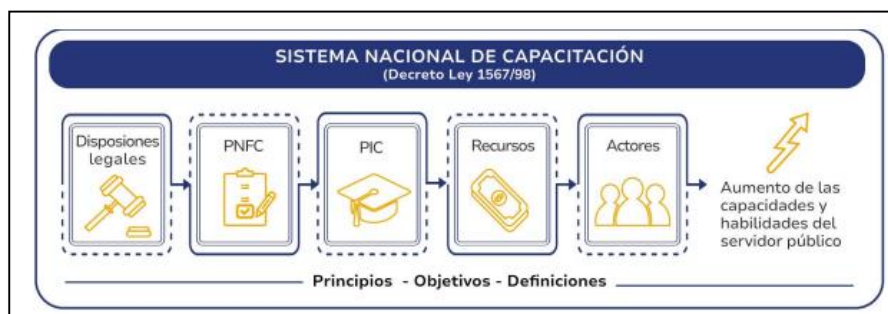 SISTEMA NACIONAL DE CAPACITACIÓN
(Decreto Ley 1567/98)
Disposiones
legales
PNFC
PIC
Recursos
Actores
Aumento de las
capacidades y
habilidades del
servidor público
Principios - Objetivos - Definiciones